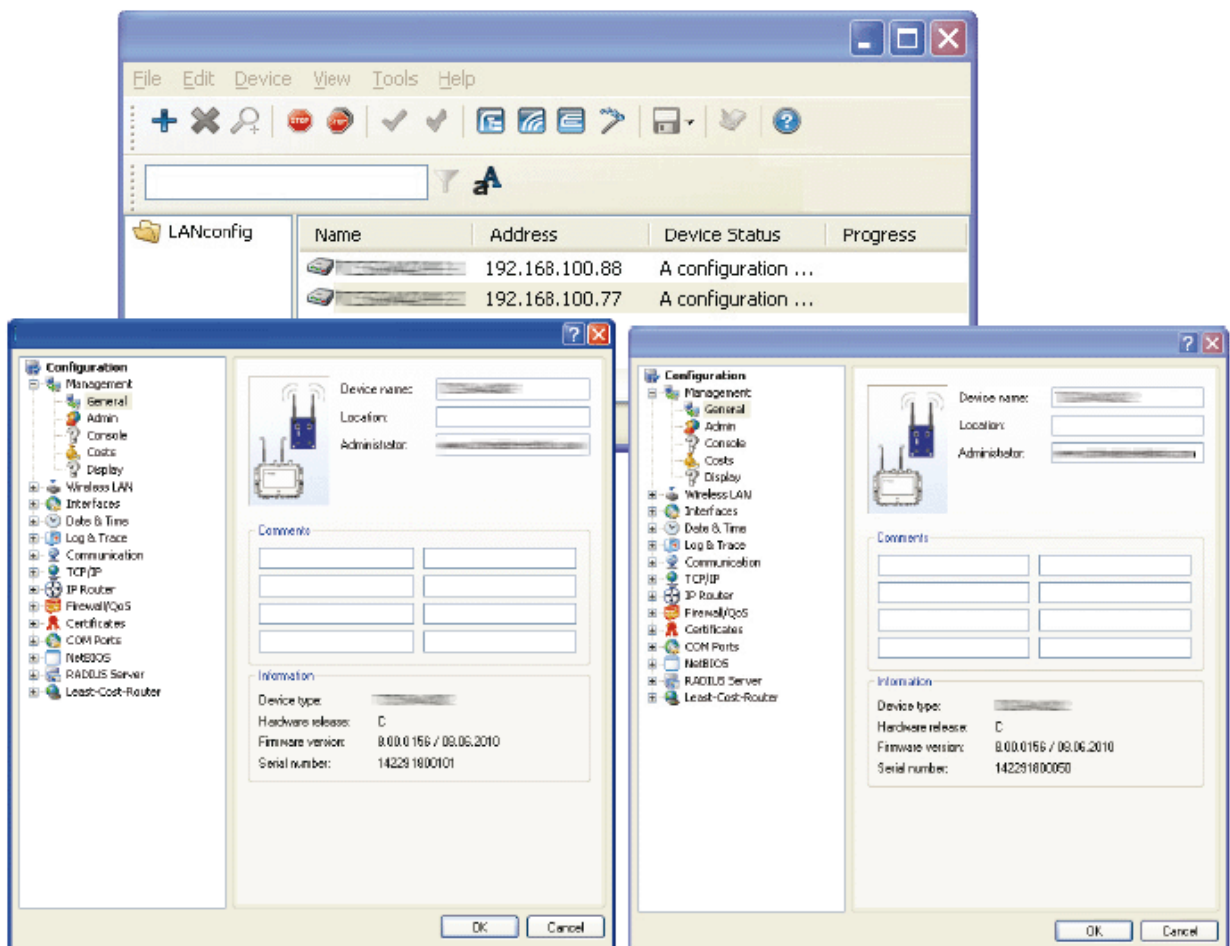 File Edit Device View Tools Help
LANconfig
Name Address Device Status Progress
192.168.100.88 A configuration ...
192.168.100.77 A configuration ...
Configuration
Management
General
Admin
Console
Costs
Display
Wireless LAN
Interfaces
Date & Time
Log & Trace
Communication
TCP/IP
IP Router
Firewall/QoS
Certificates
COM Ports
NetBIOS
RADIUS Server
Least-Cost-Router
Device name:
Location:
Administrator:
Comments
Information
Device type:
Hardware release: C
Firmware version: 8.00.0156 / 08.06.2010
Serial number: 142291800101
OK Cancel
Configuration
Management
General
Admin
Console
Costs
Display
Wireless LAN
Interfaces
Date & Time
Log & Trace
Communication
TCP/IP
IP Router
Firewall/QoS
Certificates
COM Ports
NetBIOS
RADIUS Server
Least-Cost-Router
Device name:
Location:
Administrator:
Comments
Information
Device type:
Hardware release: C
Firmware version: 8.00.0156 / 08.06.2010
Serial number: 142291800050
OK Cancel